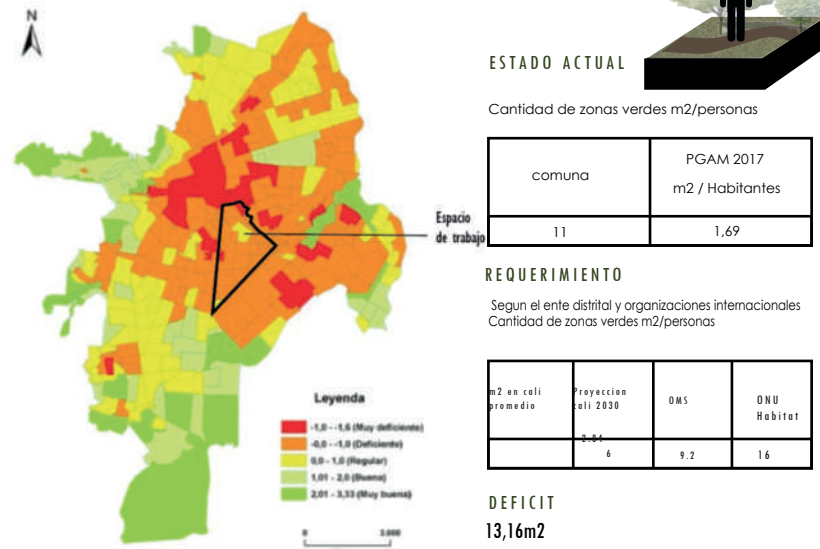 N
Espacio
de trabajo
Leyenda
-1,0 - -1,6 (Muy deficiente)
-0,0 - -1,0 (Deficiente)
0,0 - 1,0 (Regular)
1,01 - 2,0 (Buena)
2,01 - 3,33 (Muy buena)
0 3.000
ESTADO ACTUAL
Cantidad de zonas verdes m2/personas
comuna
PGAM 2017
m2 / Habitantes
11 1,69
REQUERIMIENTO
Segun el ente distrital y organizaciones internacionales
Cantidad de zonas verdes m2/personas
m2 en cali
promedio
Proyeccion
cali 2030
OMS
ONU
Habitat
6 9.2 16
DEFICIT
13,16m2